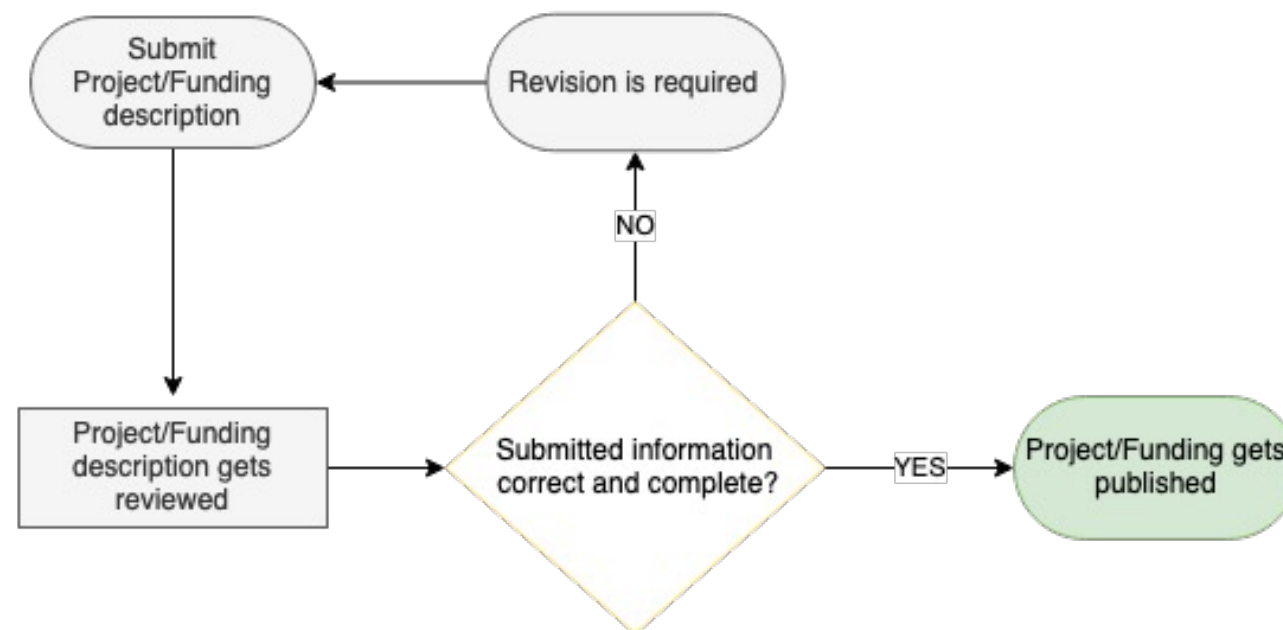 Submit
Project/Funding
description
Revision is required
NO
Project/Funding
description gets
reviewed
Submitted information
correct and complete?
YES
Project/Funding gets
published